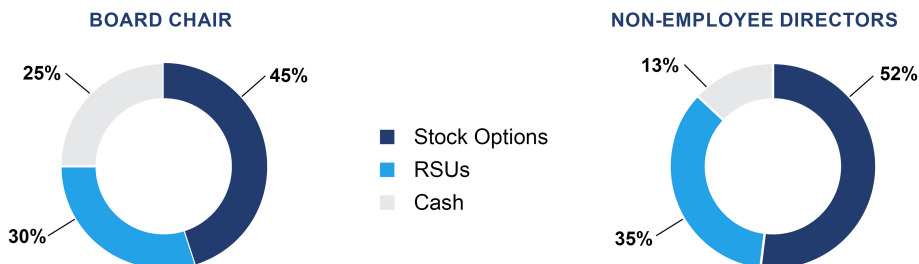 BOARD CHAIR
25%
45%
30%
Stock Options
RSUs
Cash
NON-EMPLOYEE DIRECTORS
13%
52%
35%